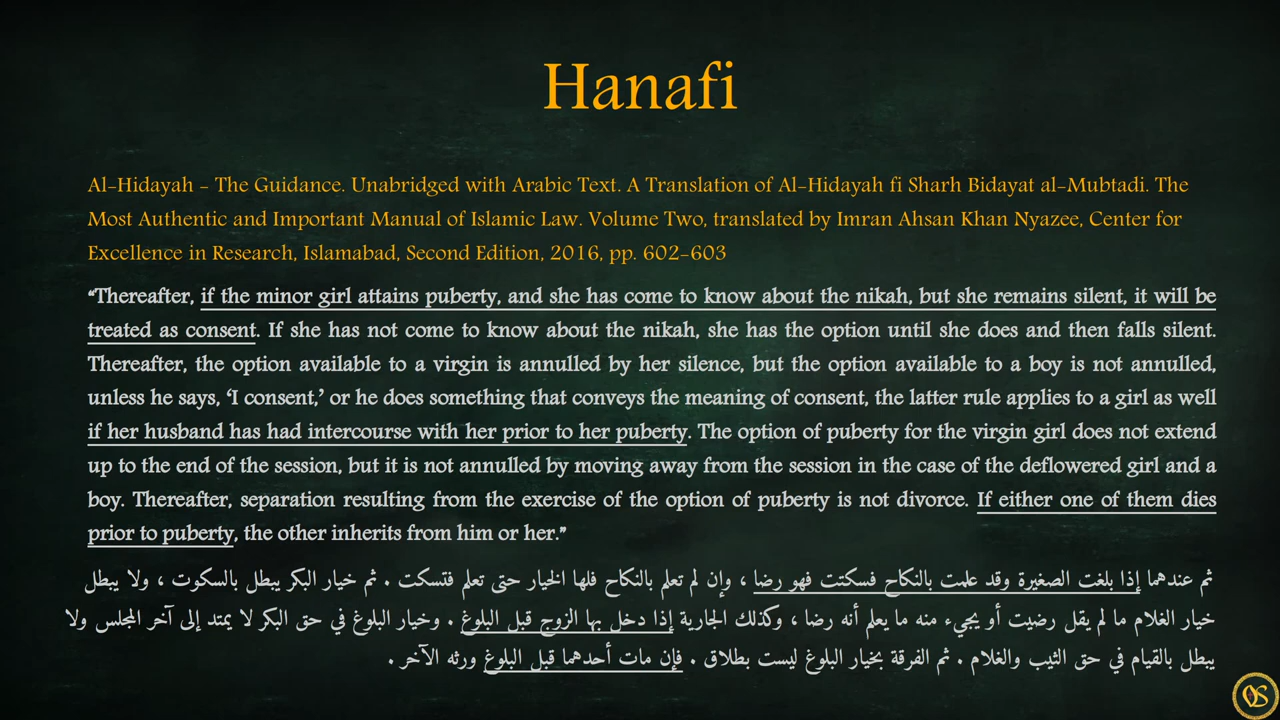 Hanafi
Al-Hidayah - The Guidance. Unabridged with Arabic Text. A Translation of Al-Hidayah fi Sharh Bidayat al-Mubtadi. The
Most Authentic and Important Manual of Islamic Law. Volume Two, translated by Imran Ahsan Khan Nyazee, Center for
Excellence in Research, Islamabad, Second Edition, 2016, pp. 602-603
“Thereafter, if the minor girl attains puberty, and she has come to know about the nikah, but she remains silent, it will be
treated as consent. If she has not come to know about the nikah, she has the option until she does and then falls silent.
Thereafter, the option available to a virgin is annulled by her silence, but the option available to a boy is not annulled,
unless he says, ‘I consent,’ or he does something that conveys the meaning of consent, the latter rule applies to a girl as well
if her husband has had intercourse with her prior to her puberty. The option of puberty for the virgin girl does not extend
up to the end of the session, but it is not annulled by moving away from the session in the case of the deflowered girl and a
boy. Thereafter, separation resulting from the exercise of the option of puberty is not divorce. If either one of them dies
prior to puberty, the other inherits from him or her.”
ثم عندهما إذا بلغت الصغيرة وقد علمت بالنكاح فسكتت فهو رضا ، وإن لم تعلم بالنكاح فلها الخيار حتى تعلم فتسكت . ثم خيار البكر يبطل بالسكوت ، ولا يبطل
خيار الغلام ما لم يقل رضيت أو يجيء منه ما يعلم أنه رضا ، وكذلك الجارية إذا دخل بها الزوج قبل البلوغ . وخيار البلوغ في حق البكر لا يمتد إلى آخر المجلس ولا
يبطل بالقيام في حق الثيب والغلام . ثم الفرقة بخيار البلوغ ليست بطلاق . فإن مات أحدهما قبل البلوغ ورثه الآخر .